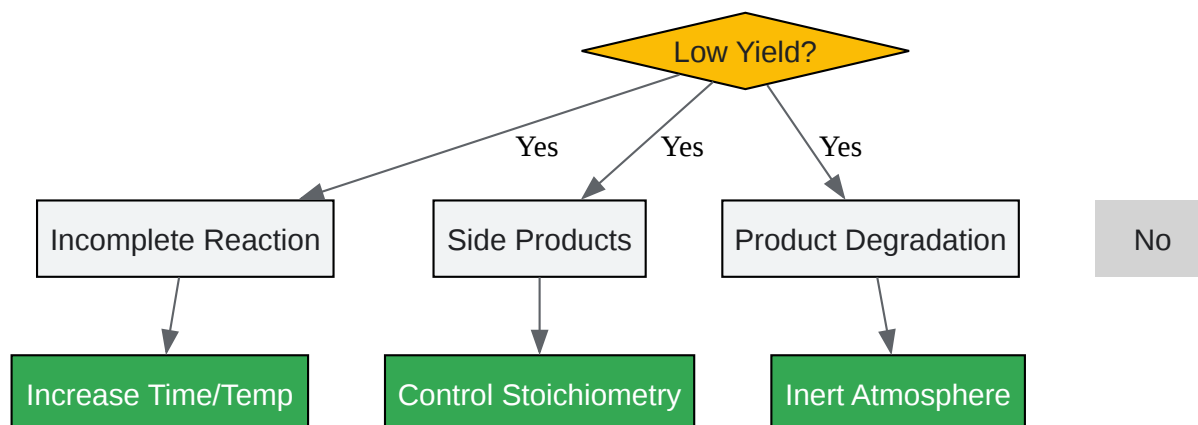 Low Yield?
Yes Yes Yes
Incomplete Reaction Side Products Product Degradation No
Increase Time/Temp Control Stoichiometry Inert Atmosphere